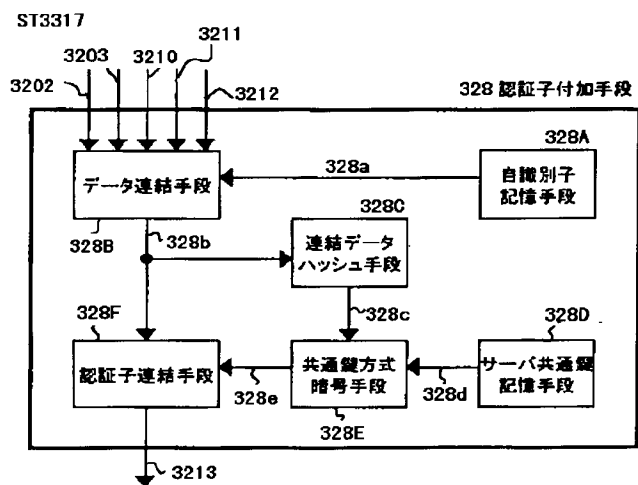 ST3317
3203
3210
3211
3202
3212
328 認証子付加手段
328A
328a
自識別子
記憶手段
データ連結手段
328B
328b
328C
連結データ
ハッシュ手段
328F
328c
328D
認証子連結手段
共通鍵方式
暗号手段
サーバ共通鍵
記憶手段
328e
328d
328E
3213